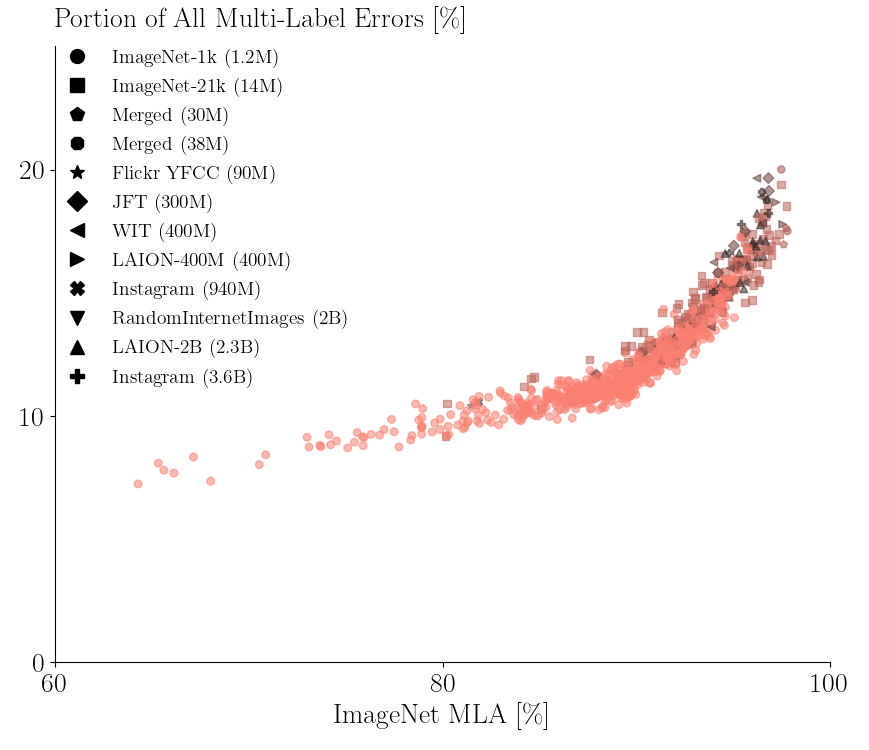 Portion of All Multi-Label Errors [%]
ImageNet-1k (1.2M)
ImageNet-21k (14M)
Merged (30M)
Merged (38M)
Flickr YFCC (90M)
JFT (300M)
WIT (400M)
LAION-400M (400M)
Instagram (940M)
RandomInternetImages (2B)
LAION-2B (2.3B)
Instagram (3.6B)
20
10
0
60 80 100
ImageNet MLA [%]